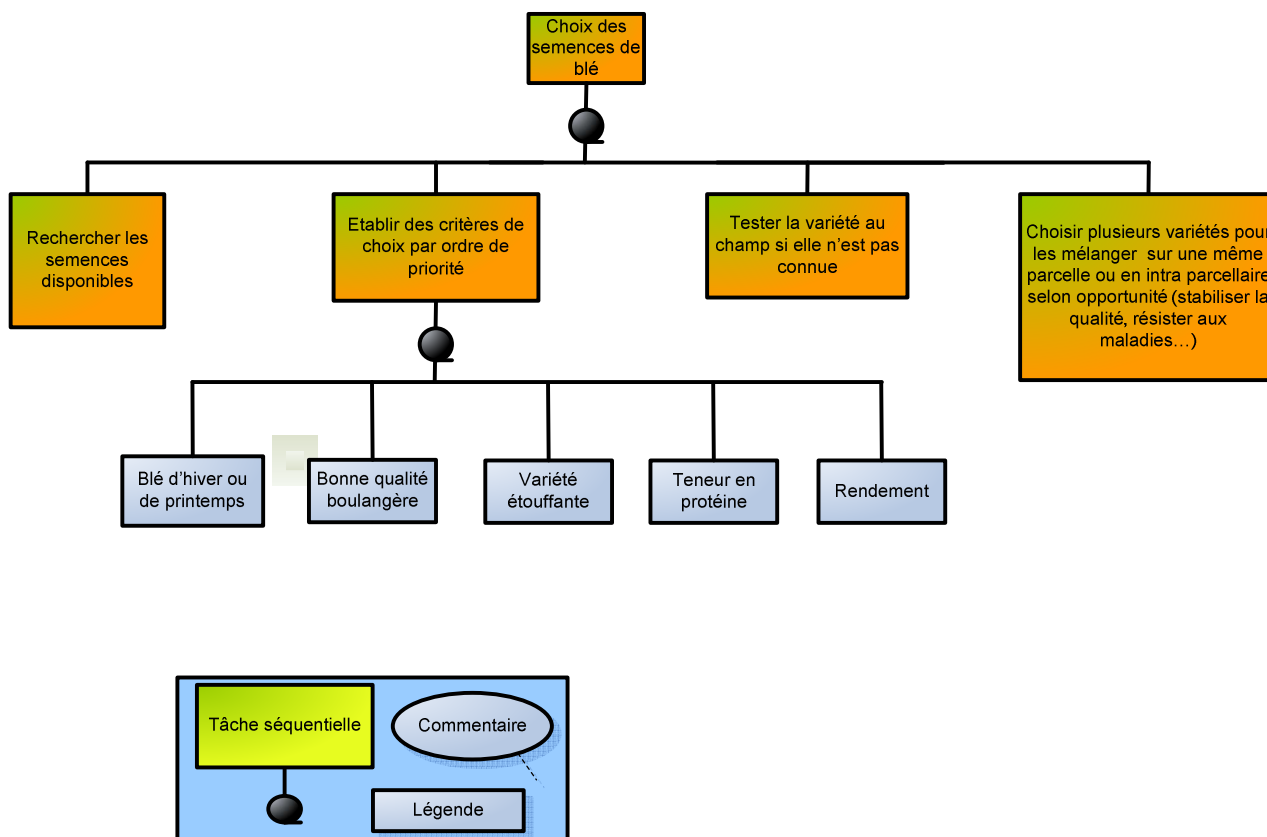 Choix des
semences de
blé
Rechercher les
semences
disponibles
Etablir des critères de
choix par ordre de
priorité
Tester la variété au
champ si elle n'est pas
connue
Choisir plusieurs variétés pour
les mélanger sur une même
parcelle ou en intra parcellaire
selon opportunité (stabiliser la
qualité, résister aux
maladies…)
Blé d'hiver ou
de printemps
Bonne qualité
boulangère
Variété
étouffante
Teneur en
protéine
Rendement
Tâche séquentielle
Commentaire
Légende